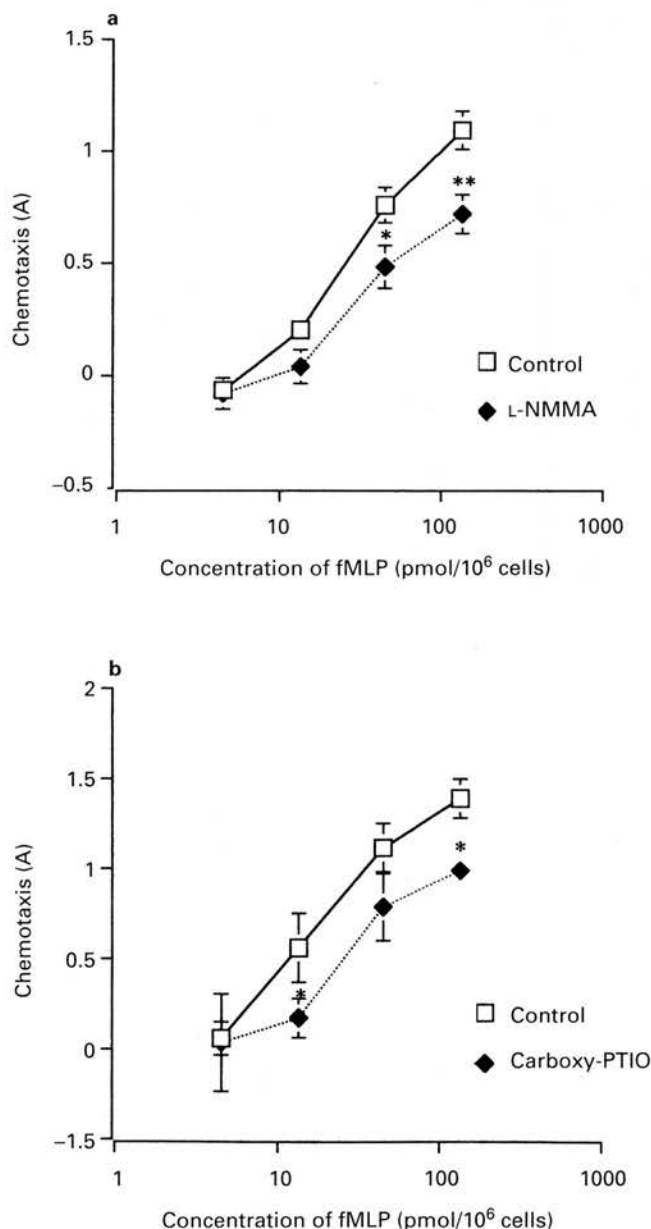 a
1.5
1
0.5
0
−0.5
Chemotaxis (A)
*
**
Control
L-NMMA
1 10 100 1000
Concentration of fMLP (pmol/10⁶ cells)
b
2
1.5
1
0.5
0
−1.5
Chemotaxis (A)
*
*
Control
Carboxy-PTIO
1 10 100 1000
Concentration of fMLP (pmol/10⁶ cells)